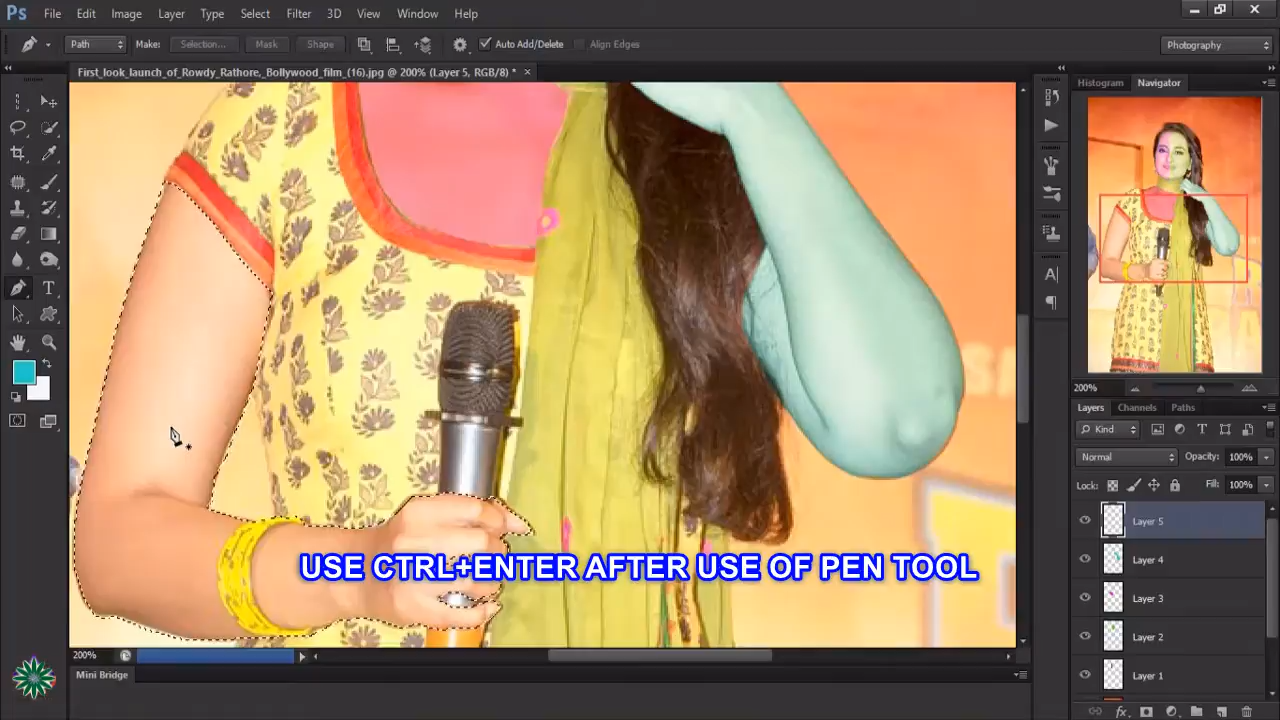 Ps File Edit Image Layer Type Select Filter 3D View Window Help
Path Make: Selection... Mask Shape Auto Add/Delete Align Edges Photography
First_look_launch_of_Rowdy_Rathore,_Bollywood_film_(16).jpg @ 200% (Layer 5, RGB/8) * ×
Histogram Navigator
200%
Layers Channels Paths
Kind
Normal Opacity: 100%
Lock: Fill: 100%
Layer 5
Layer 4
Layer 3
Layer 2
Layer 1
USE CTRL+ENTER AFTER USE OF PEN TOOL
200%
Mini Bridge